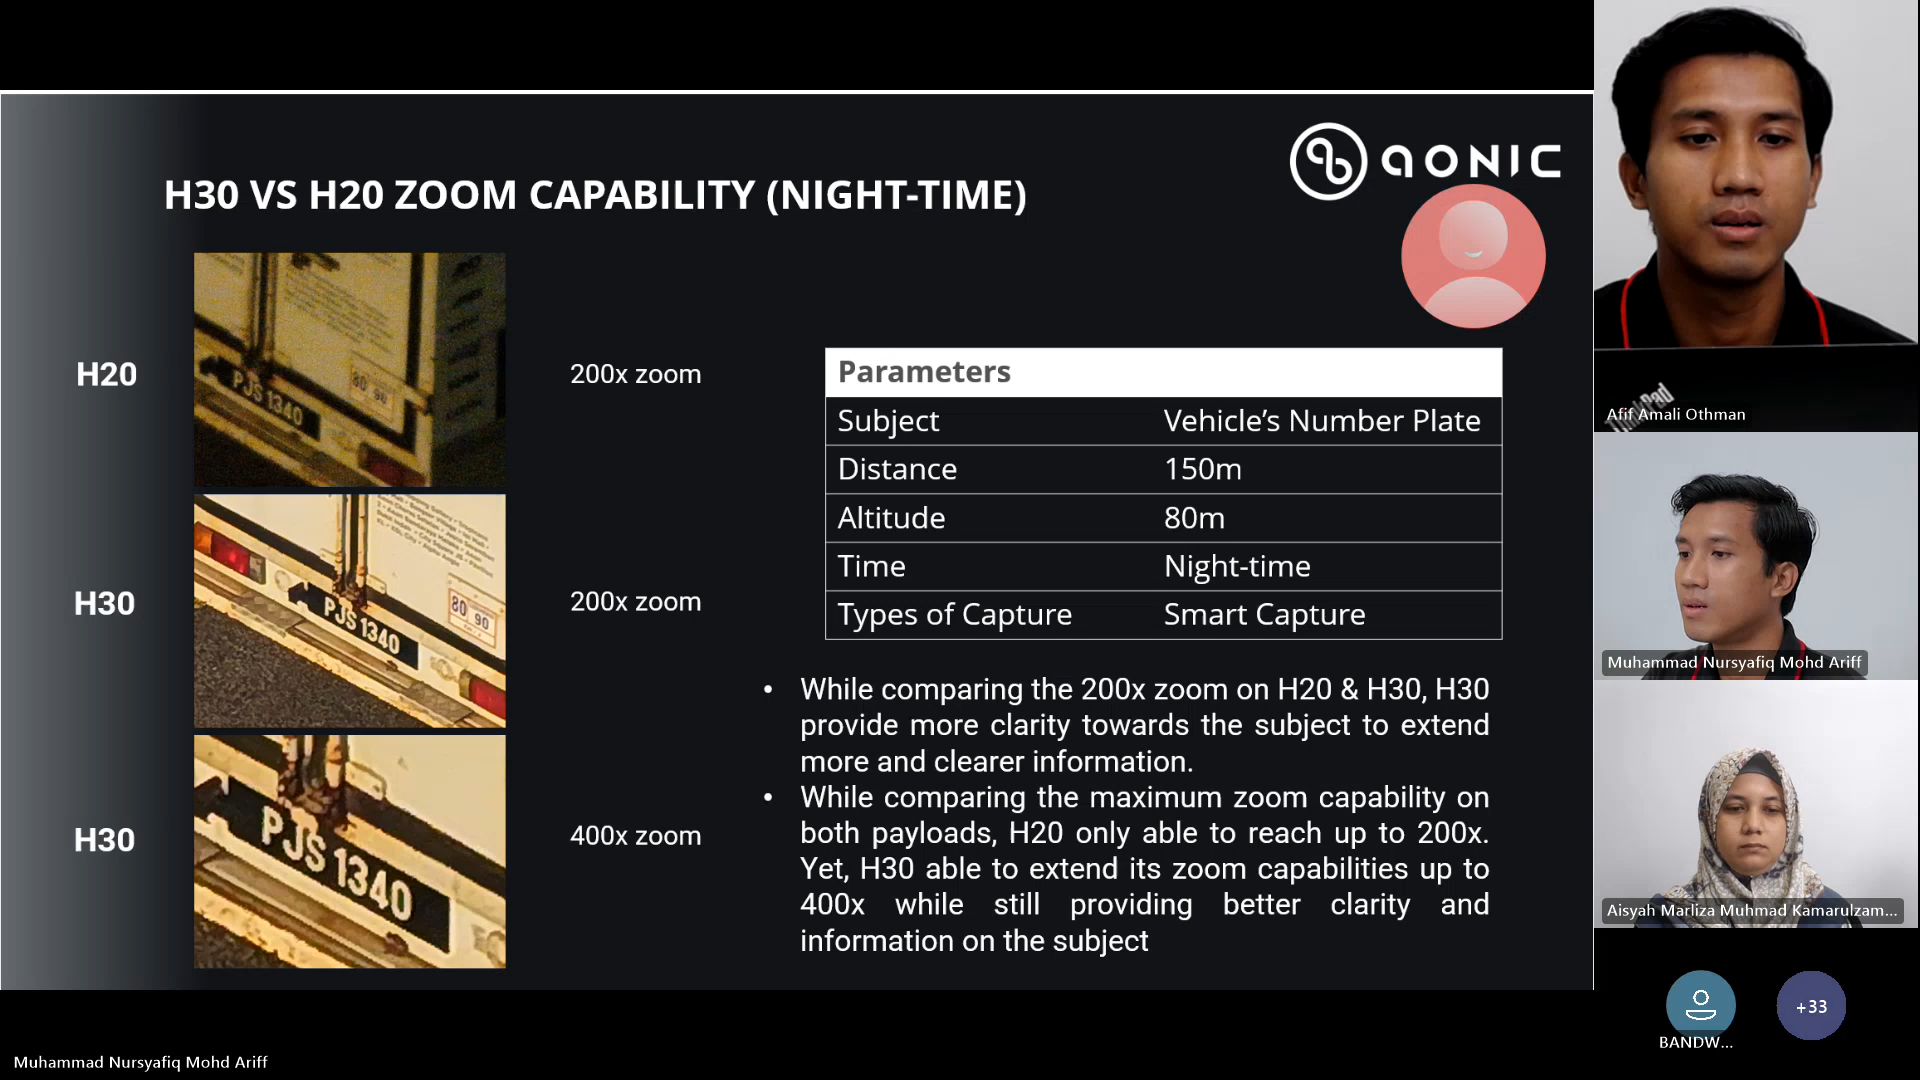 aonic
H30 VS H20 ZOOM CAPABILITY (NIGHT-TIME)
H20
PJS 1340
80 90
200x zoom
H30
PJS 1340
80 90
200x zoom
H30
PJS 1340
400x zoom
Parameters
Subject Vehicle’s Number Plate
Distance 150m
Altitude 80m
Time Night-time
Types of Capture Smart Capture
• While comparing the 200x zoom on H20 & H30, H30
provide more clarity towards the subject to extend
more and clearer information.
• While comparing the maximum zoom capability on
both payloads, H20 only able to reach up to 200x.
Yet, H30 able to extend its zoom capabilities up to
400x while still providing better clarity and
information on the subject
ThinkPad
Afif Amali Othman
Muhammad Nursyafiq Mohd Ariff
Aisyah Marliza Muhmad Kamarulzam...
BANDW...
+33
Muhammad Nursyafiq Mohd Ariff